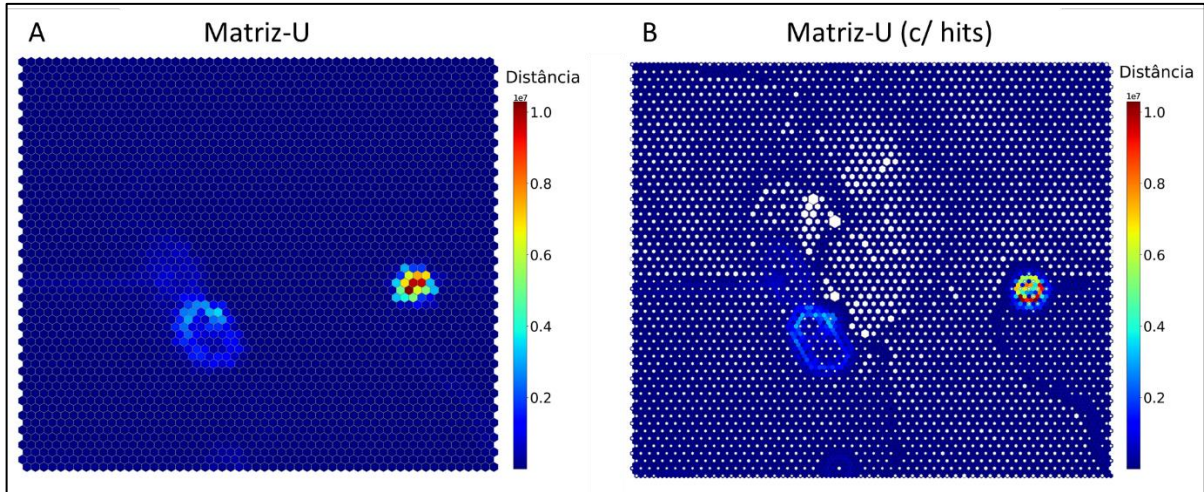 A
Matriz-U
Distância
1e7
1.0
0.8
0.6
0.4
0.2
B
Matriz-U (c/ hits)
Distância
1e7
1.0
0.8
0.6
0.4
0.2